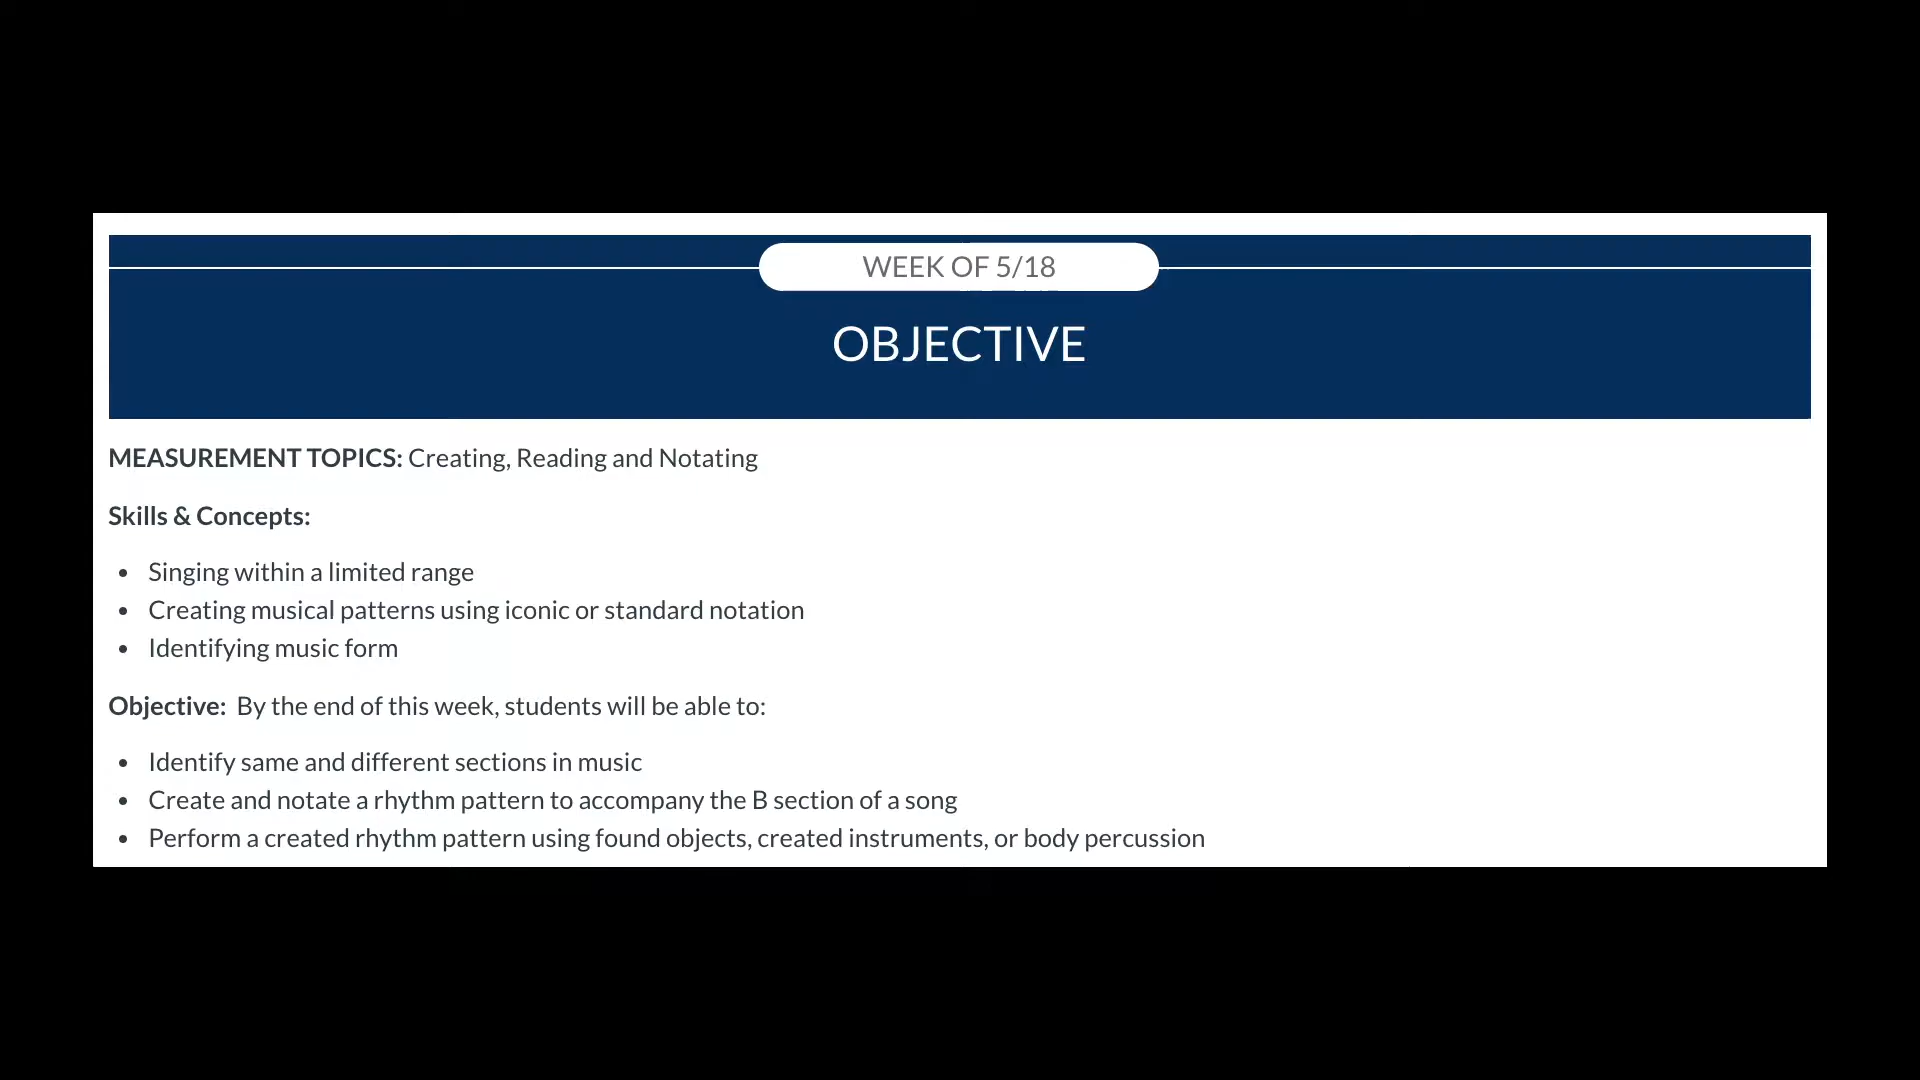 WEEK OF 5/18
OBJECTIVE
MEASUREMENT TOPICS: Creating, Reading and Notating
Skills & Concepts:
• Singing within a limited range
• Creating musical patterns using iconic or standard notation
• Identifying music form
Objective: By the end of this week, students will be able to:
• Identify same and different sections in music
• Create and notate a rhythm pattern to accompany the B section of a song
• Perform a created rhythm pattern using found objects, created instruments, or body percussion